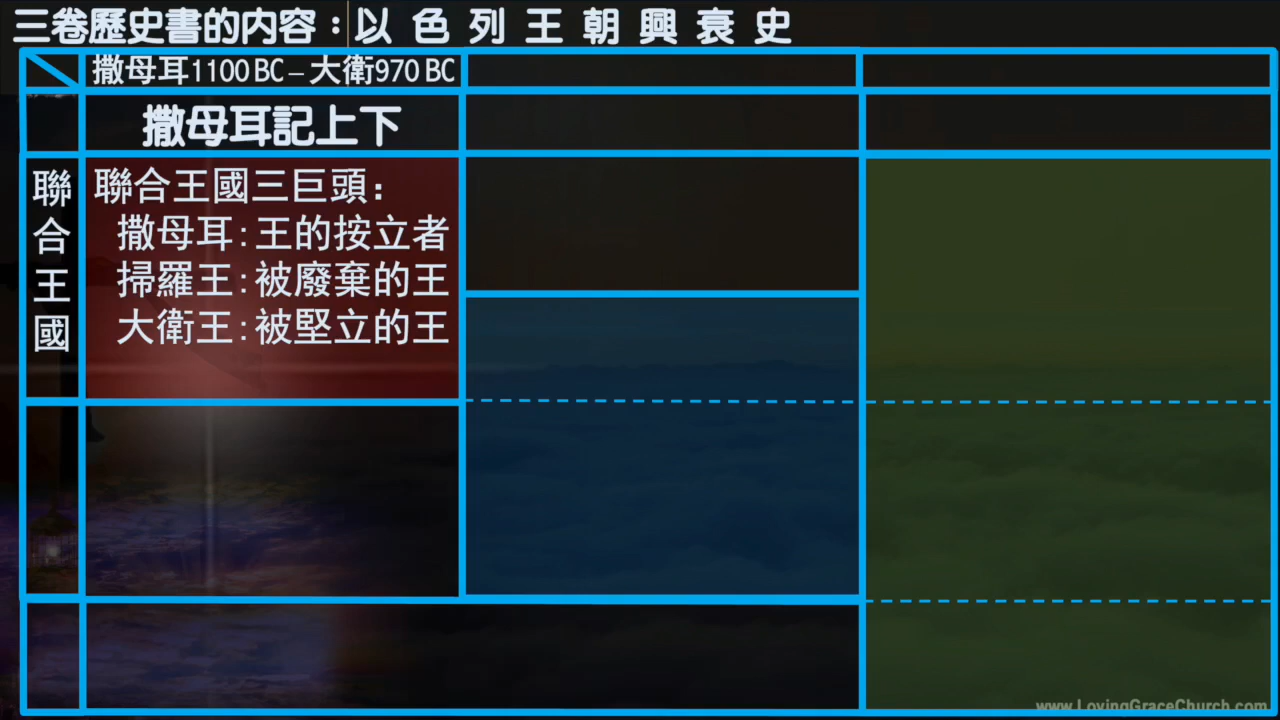 三卷歷史書的內容：以色列王朝興衰史
撒母耳1100 BC – 大衛970 BC
撒母耳記上下
聯合王國
聯合王國三巨頭：
撒母耳：王的按立者
掃羅王：被廢棄的王
大衛王：被堅立的王
www.LovingGraceChurch.com